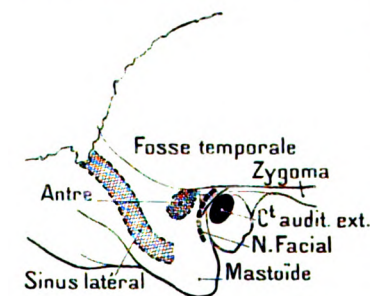 Fosse temporale
Zygoma
Antre
Ct audit. ext.
N. Facial
Mastoïde
Sinus latéral